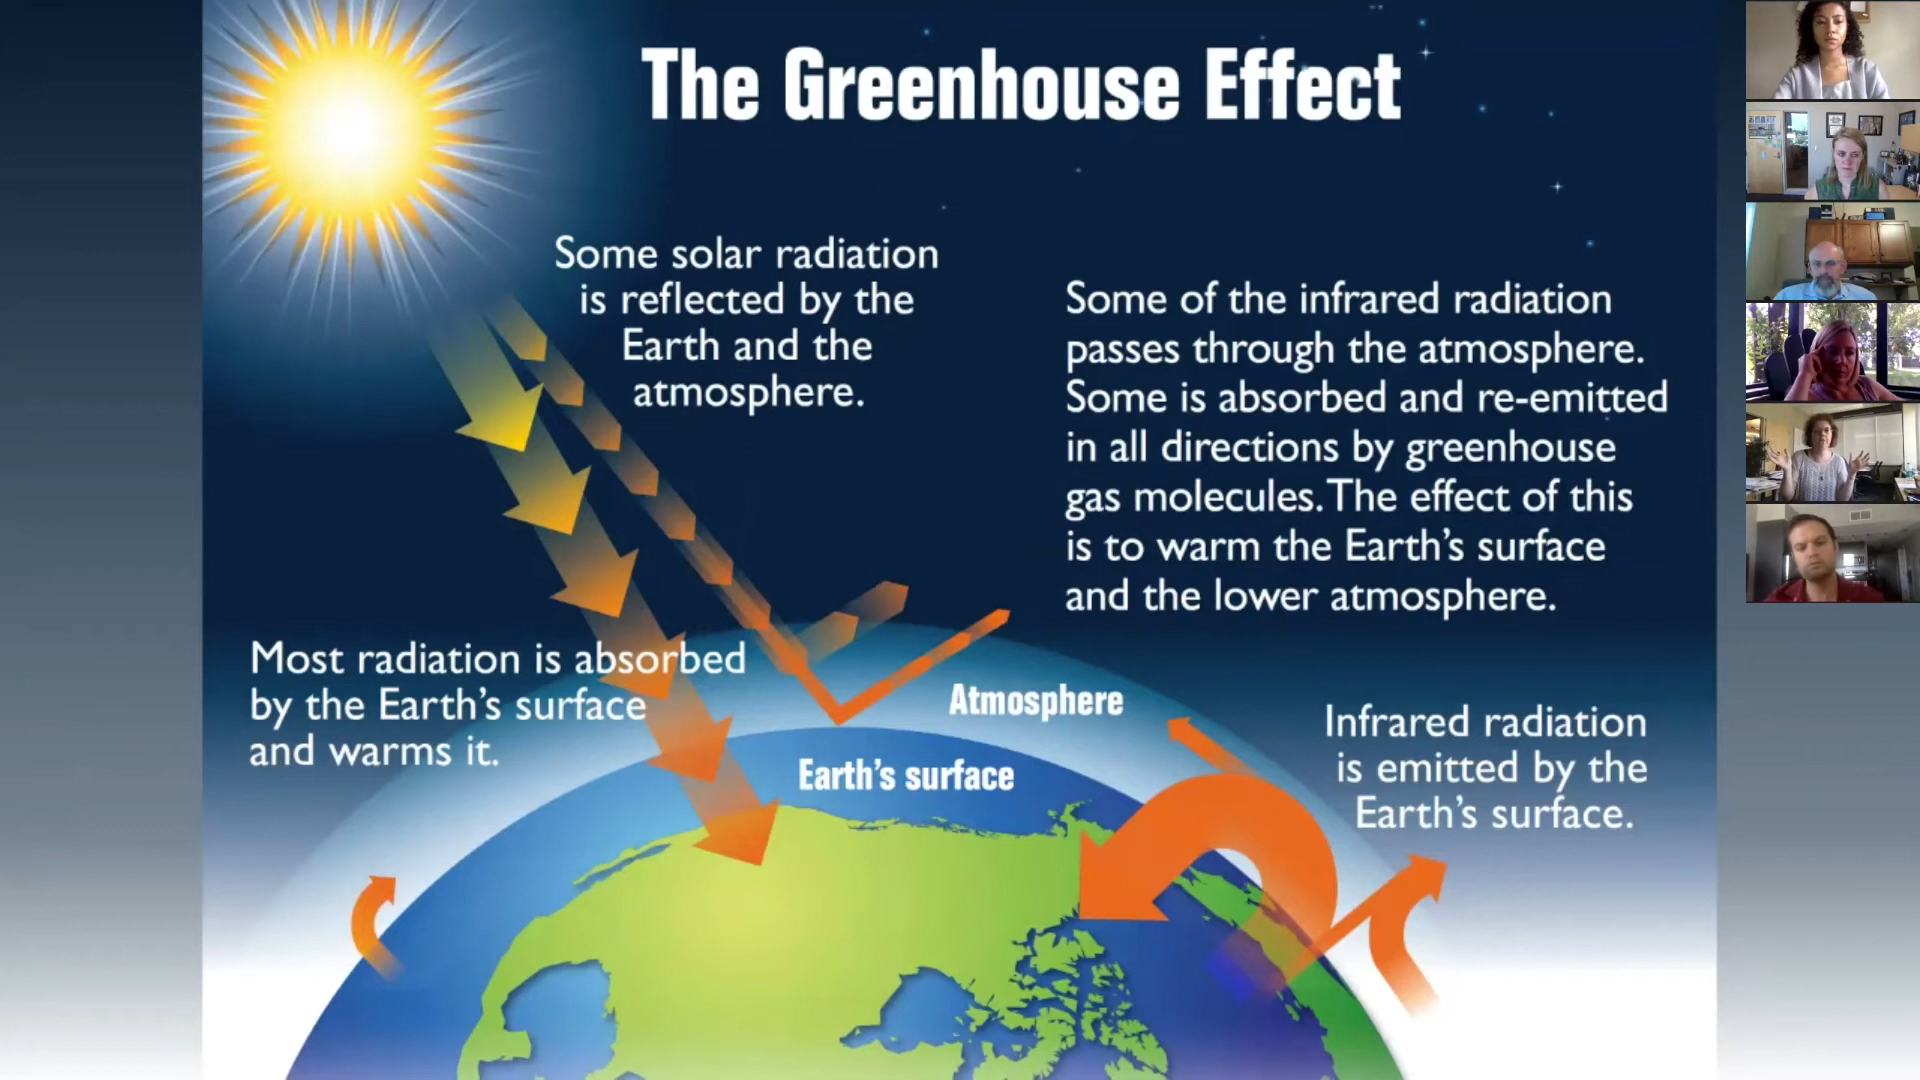 The Greenhouse Effect
Some solar radiation
is reflected by the
Earth and the
atmosphere.
Some of the infrared radiation
passes through the atmosphere.
Some is absorbed and re-emitted
in all directions by greenhouse
gas molecules. The effect of this
is to warm the Earth's surface
and the lower atmosphere.
Most radiation is absorbed
by the Earth's surface
and warms it.
Atmosphere
Earth's surface
Infrared radiation
is emitted by the
Earth's surface.